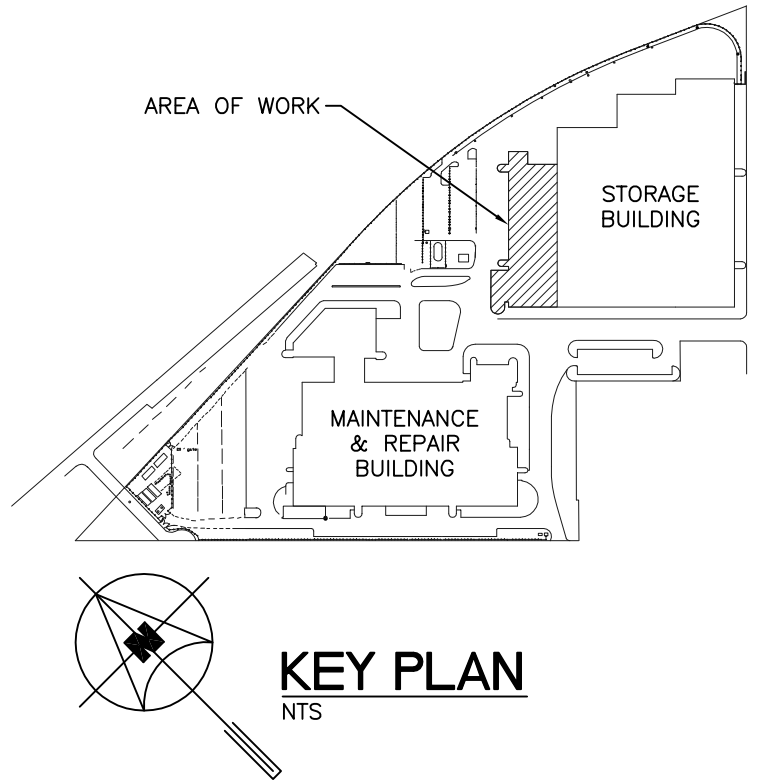 AREA OF WORK
STORAGE
BUILDING
MAINTENANCE
& REPAIR
BUILDING
N
KEY PLAN
NTS